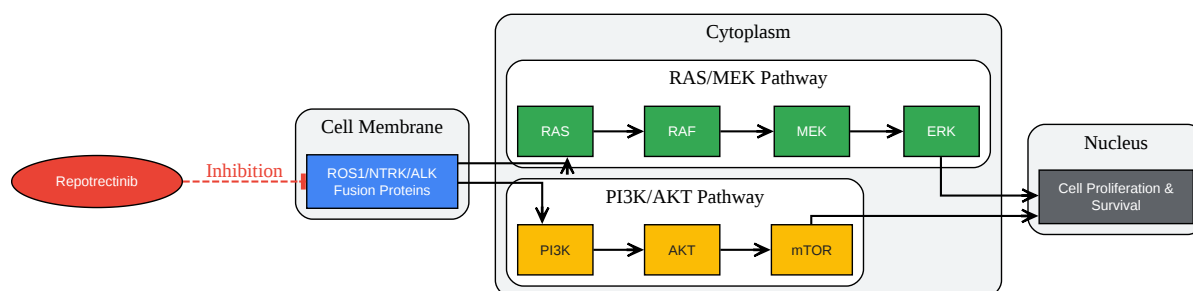 Cytoplasm
RAS/MEK Pathway
Cell Membrane
RAS
RAF
MEK
ERK
Nucleus
Repotrectinib
Inhibition
ROS1/NTRK/ALK
Fusion Proteins
Cell Proliferation &
Survival
PI3K/AKT Pathway
PI3K
AKT
mTOR